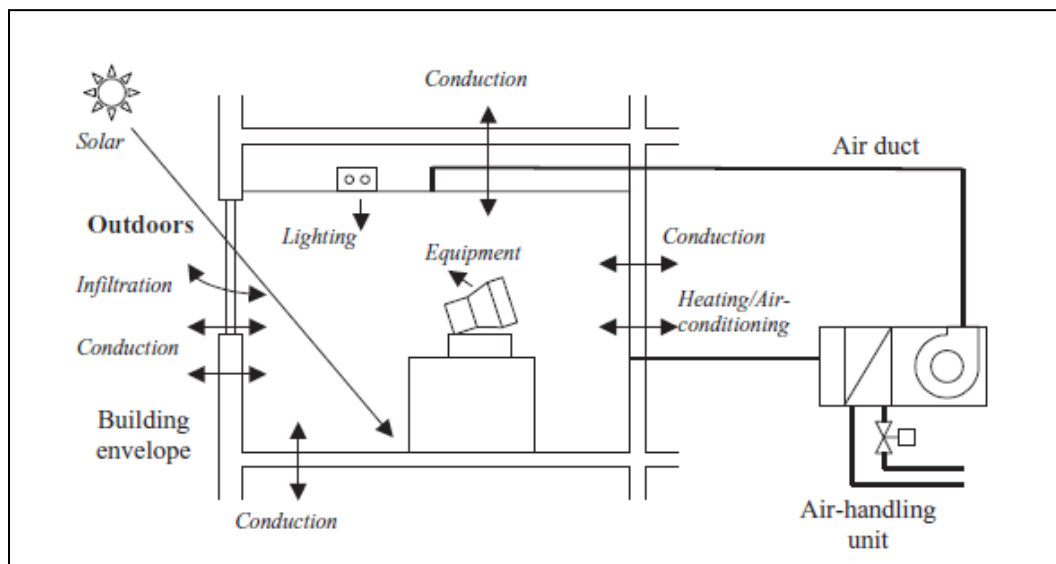 Conduction
Solar
Air duct
Outdoors
Lighting
Equipment
Conduction
Infiltration
Heating/Air-
conditioning
Conduction
Building
envelope
Conduction
Air-handling
unit